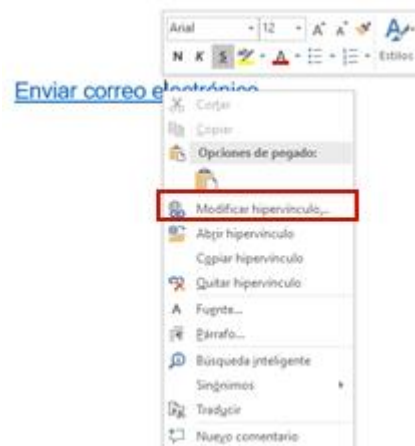 Arial 12 A A
N K S A Estilos
Enviar correo electrónico
Cortar
Copiar
Opciones de pegado:
Modificar hipervínculo...
Abrir hipervínculo
Copiar hipervínculo
Quitar hipervínculo
A Fuente...
Párrafo...
Búsqueda inteligente
Sinónimos
Traducir
Nuevo comentario